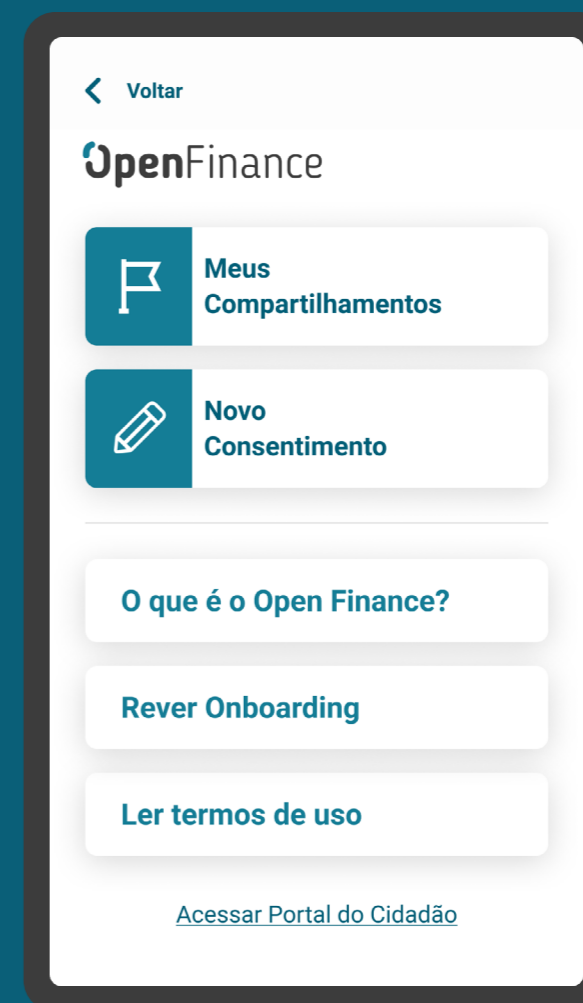 Voltar
OpenFinance
Meus
Compartilhamentos
Novo
Consentimento
O que é o Open Finance?
Rever Onboarding
Ler termos de uso
Acessar Portal do Cidadão